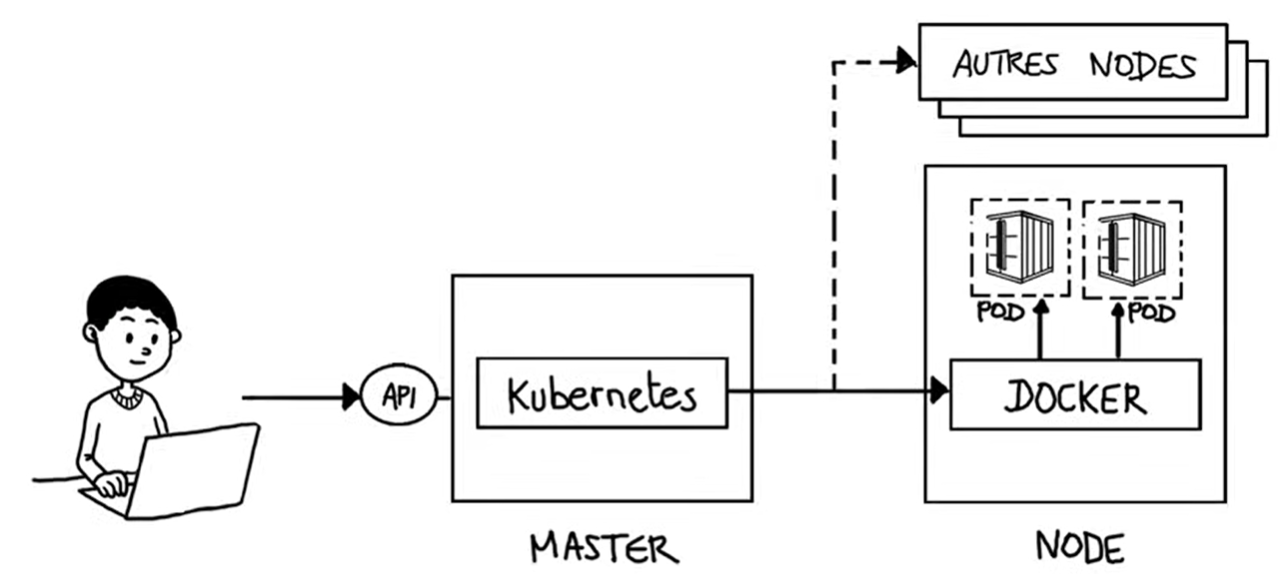 AUTRES NODES
POD
POD
API
Kubernetes
DOCKER
MASTER
NODE